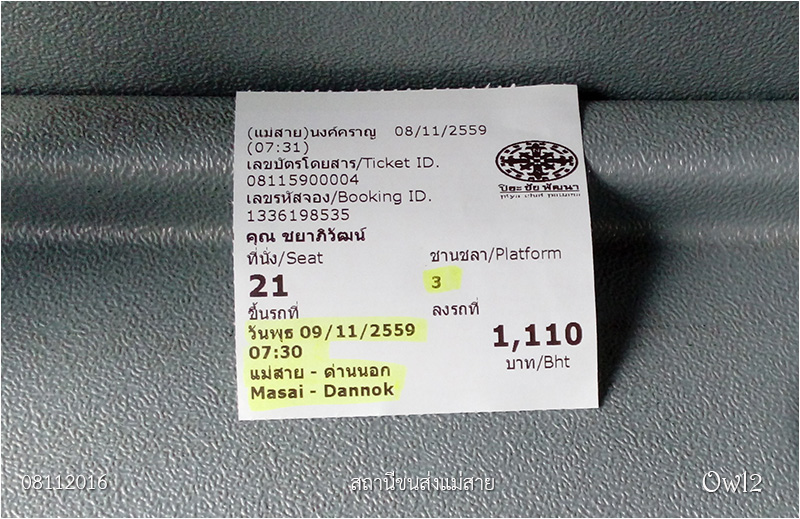 (แม่สาย)นงค์คราญ 08/11/2559
(07:31)
เลขบัตรโดยสาร/Ticket ID.
08115900004
เลขรหัสจอง/Booking ID.
1336198535
ปิยะ ชัย พัฒนา
คุณ ชยาภิวัฒน์
ที่นั่ง/Seat ชานชลา/Platform
21 3
ขึ้นรถที่ ลงรถที่
วันพุธ 09/11/2559 1,110
07:30 บาท/Bht
แม่สาย - ด่านนอก
Masai - Dannok
08112016 สถานีขนส่งแม่สาย Owl2